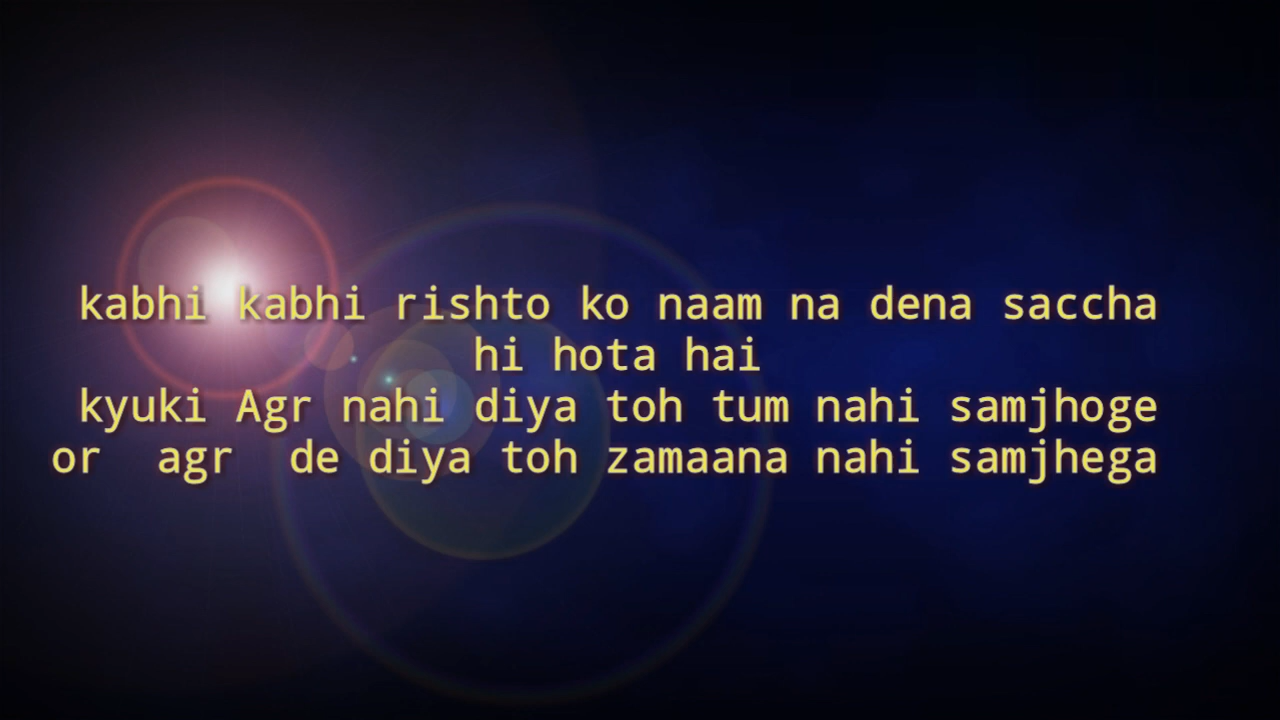 kabhi kabhi rishto ko naam na dena saccha
hi hota hai
kyuki Agr nahi diya toh tum nahi samjhoge
or agr de diya toh zamaana nahi samjhega